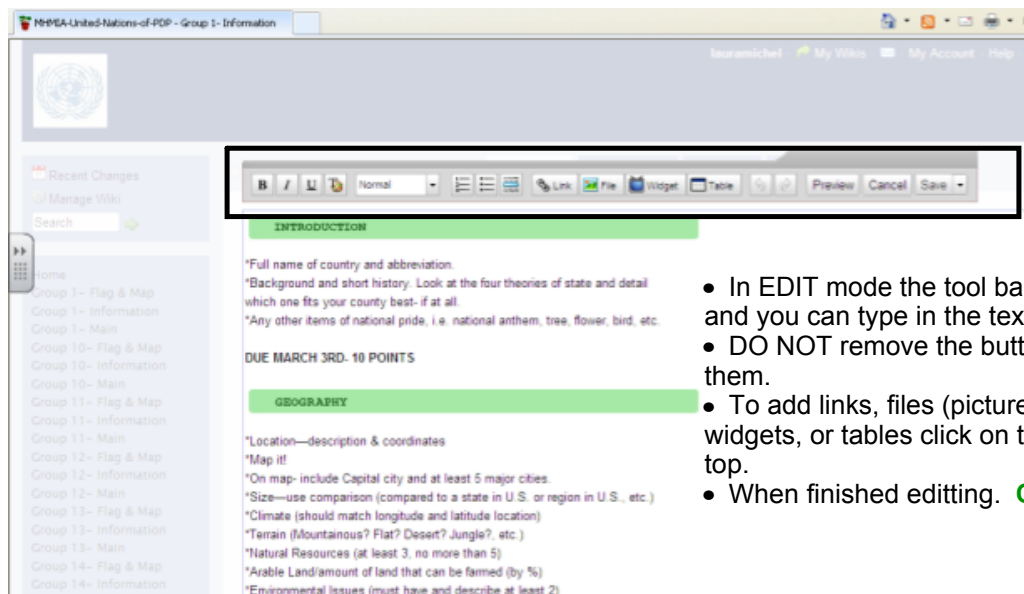 MHMEA-United-Nations-of-PDP - Group 1- Information
lauramichel My Wikis My Account Help
Recent Changes
Manage Wiki
Search
B I U Normal Link File Widget Table Preview Cancel Save
INTRODUCTION
*Full name of country and abbreviation.
*Background and short history. Look at the four theories of state and detail
which one fits your county best- if at all.
*Any other items of national pride, i.e. national anthem, tree, flower, bird, etc.
DUE MARCH 3RD- 10 POINTS
GEOGRAPHY
*Location—description & coordinates
*Map it!
*On map- include Capital city and at least 5 major cities.
*Size—use comparison (compared to a state in U.S. or region in U.S., etc.)
*Climate (should match longitude and latitude location)
*Terrain (Mountainous? Flat? Desert? Jungle?, etc.)
*Natural Resources (at least 3, no more than 5)
*Arable Land/amount of land that can be farmed (by %)
*Environmental Issues (must have and describe at least 2)
Home
Group 1- Flag & Map
Group 1- Information
Group 1- Main
Group 10- Flag & Map
Group 10- Information
Group 10- Main
Group 11- Flag & Map
Group 11- Information
Group 11- Main
Group 12- Flag & Map
Group 12- Information
Group 12- Main
Group 13- Flag & Map
Group 13- Information
Group 13- Main
Group 14- Flag & Map
Group 14- Information
• In EDIT mode the tool ba
and you can type in the tex
• DO NOT remove the butt
them.
• To add links, files (picture
widgets, or tables click on t
top.
• When finished editting.